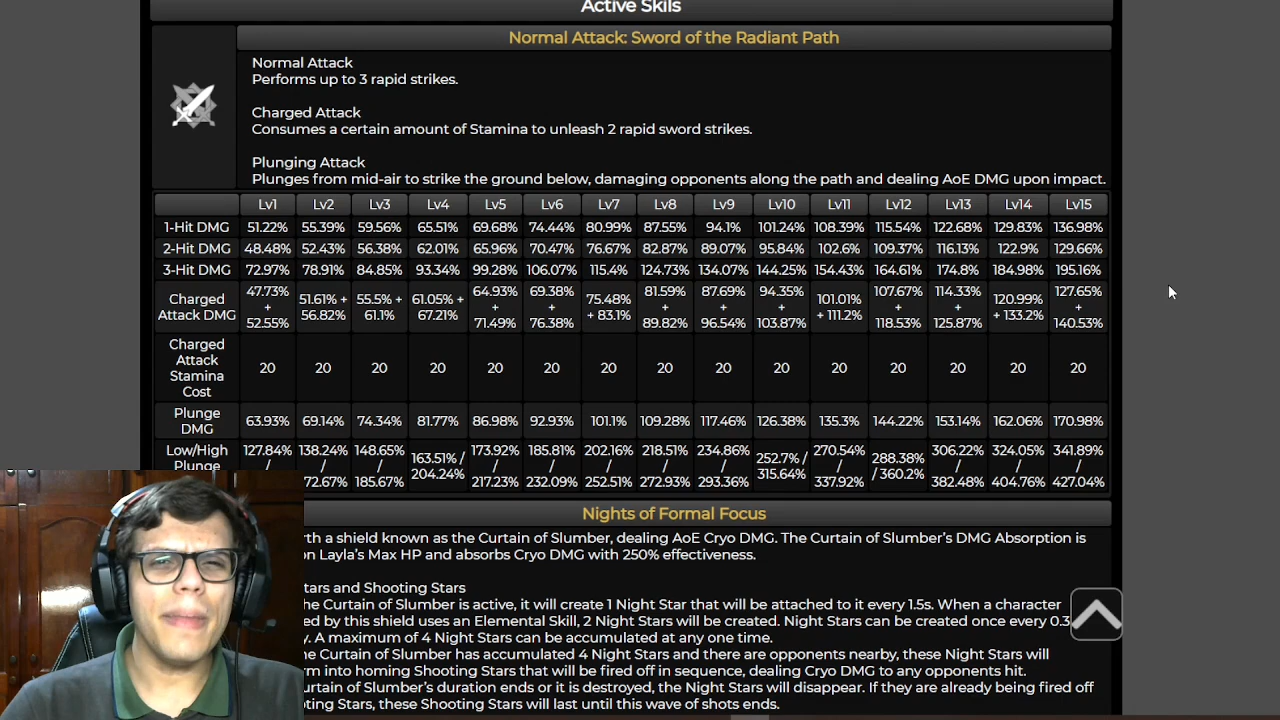 Active Skils
Normal Attack: Sword of the Radiant Path
Normal Attack
Performs up to 3 rapid strikes.
Charged Attack
Consumes a certain amount of Stamina to unleash 2 rapid sword strikes.
Plunging Attack
Plunges from mid-air to strike the ground below, damaging opponents along the path and dealing AoE DMG upon impact.
Lv1 Lv2 Lv3 Lv4 Lv5 Lv6 Lv7 Lv8 Lv9 Lv10 Lv11 Lv12 Lv13 Lv14 Lv15
1-Hit DMG 51.22% 55.39% 59.56% 65.51% 69.68% 74.44% 80.99% 87.55% 94.1% 101.24% 108.39% 115.54% 122.68% 129.83% 136.98%
2-Hit DMG 48.48% 52.43% 56.38% 62.01% 65.96% 70.47% 76.67% 82.87% 89.07% 95.84% 102.6% 109.37% 116.13% 122.9% 129.66%
3-Hit DMG 72.97% 78.91% 84.85% 93.34% 99.28% 106.07% 115.4% 124.73% 134.07% 144.25% 154.43% 164.61% 174.8% 184.98% 195.16%
Charged Attack DMG 47.73% + 52.55% 51.61% + 56.82% 55.5% + 61.1% 61.05% + 67.21% 64.93% + 71.49% 69.38% + 76.38% 75.48% + 83.1% 81.59% + 89.82% 87.69% + 96.54% 94.35% + 103.87% 101.01% + 111.2% 107.67% + 118.53% 114.33% + 125.87% 120.99% + 133.2% 127.65% + 140.53%
Charged Attack Stamina Cost 20 20 20 20 20 20 20 20 20 20 20 20 20 20 20
Plunge DMG 63.93% 69.14% 74.34% 81.77% 86.98% 92.93% 101.1% 109.28% 117.46% 126.38% 135.3% 144.22% 153.14% 162.06% 170.98%
Low/High Plunge 127.84% / 138.24% / 72.67% 148.65% / 185.67% 163.51% / 204.24% 173.92% / 217.23% 185.81% / 232.09% 202.16% / 252.51% 218.51% / 272.93% 234.86% / 293.36% 252.7% / 315.64% 270.54% / 337.92% 288.38% / 360.2% 306.22% / 382.48% 324.05% / 404.76% 341.89% / 427.04%
Nights of Formal Focus
a shield known as the Curtain of Slumber, dealing AoE Cryo DMG. The Curtain of Slumber's DMG Absorption is
on Layla's Max HP and absorbs Cryo DMG with 250% effectiveness.
and Shooting Stars
Curtain of Slumber is active, it will create 1 Night Star that will be attached to it every 1.5s. When a character
by this shield uses an Elemental Skill, 2 Night Stars will be created. Night Stars can be created once every 0.3
A maximum of 4 Night Stars can be accumulated at any one time.
Curtain of Slumber has accumulated 4 Night Stars and there are opponents nearby, these Night Stars will
into homing Shooting Stars that will be fired off in sequence, dealing Cryo DMG to any opponents hit.
of Slumber's duration ends or it is destroyed, the Night Stars will disappear. If they are already being fired off
Stars, these Shooting Stars will last until this wave of shots ends.